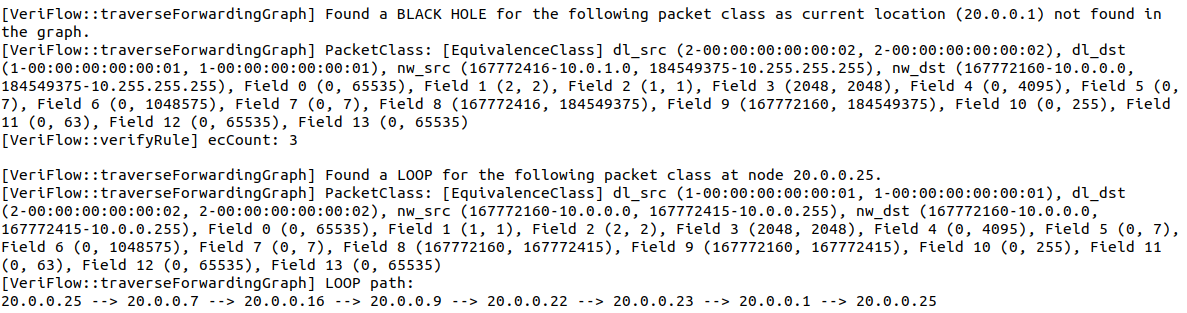 [VeriFlow::traverseForwardingGraph] Found a BLACK HOLE for the following packet class as current location (20.0.0.1) not found in
the graph.
[VeriFlow::traverseForwardingGraph] PacketClass: [EquivalenceClass] dl_src (2-00:00:00:00:00:02, 2-00:00:00:00:00:02), dl_dst
(1-00:00:00:00:00:01, 1-00:00:00:00:00:01), nw_src (167772416-10.0.1.0, 184549375-10.255.255.255), nw_dst (167772160-10.0.0.0,
184549375-10.255.255.255), Field 0 (0, 65535), Field 1 (2, 2), Field 2 (1, 1), Field 3 (2048, 2048), Field 4 (0, 4095), Field 5 (0,
7), Field 6 (0, 1048575), Field 7 (0, 7), Field 8 (167772416, 184549375), Field 9 (167772160, 184549375), Field 10 (0, 255), Field
11 (0, 63), Field 12 (0, 65535), Field 13 (0, 65535)
[VeriFlow::verifyRule] ecCount: 3
[VeriFlow::traverseForwardingGraph] Found a LOOP for the following packet class at node 20.0.0.25.
[VeriFlow::traverseForwardingGraph] PacketClass: [EquivalenceClass] dl_src (1-00:00:00:00:00:01, 1-00:00:00:00:00:01), dl_dst
(2-00:00:00:00:00:02, 2-00:00:00:00:00:02), nw_src (167772160-10.0.0.0, 167772415-10.0.0.255), nw_dst (167772160-10.0.0.0,
167772415-10.0.0.255), Field 0 (0, 65535), Field 1 (1, 1), Field 2 (2, 2), Field 3 (2048, 2048), Field 4 (0, 4095), Field 5 (0, 7),
Field 6 (0, 1048575), Field 7 (0, 7), Field 8 (167772160, 167772415), Field 9 (167772160, 167772415), Field 10 (0, 255), Field 11
(0, 63), Field 12 (0, 65535), Field 13 (0, 65535)
[VeriFlow::traverseForwardingGraph] LOOP path:
20.0.0.25 --> 20.0.0.7 --> 20.0.0.16 --> 20.0.0.9 --> 20.0.0.22 --> 20.0.0.23 --> 20.0.0.1 --> 20.0.0.25